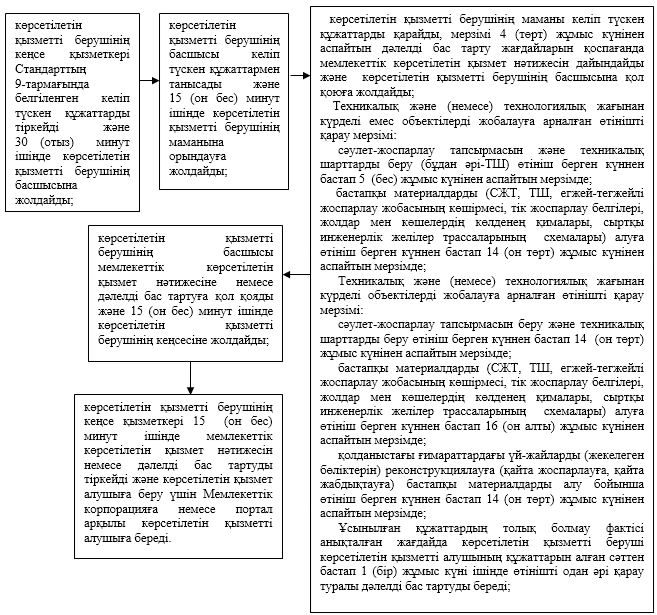 көрсетілетін
қызметті берушінің
кеңсе қызметкері
Стандарттың
9-тармағында
белгіленген келіп
түскен құжаттарды
тіркейді және
30 (отыз) минут
ішінде көрсетілетін
қызметті берушінің
басшысына
жолдайды;
көрсетілетін
қызметті берушінің
басшысы келіп
түскен құжаттармен
танысады және
15 (он бес) минут
ішінде көрсетілетін
қызметті берушінің
маманына
орындауға
жолдайды;
көрсетілетін қызметті берушінің маманы келіп түскен
құжаттарды қарайды, мерзімі 4 (төрт) жұмыс күнінен
аспайтын дәлелді бас тарту жағдайларын қоспағанда
мемлекеттік көрсетілетін қызмет нәтижесін дайындайды
және көрсетілетін қызметті берушінің басшысына қол
қоюға жолдайды;
Техникалық және (немесе) технологиялық жағынан
күрделі емес объектілерді жобалауға арналған өтінішті
қарау мерзімі:
сәулет-жоспарлау тапсырмасын және техникалық
шарттарды беру (бұдан әрі-ТШ) өтініш берген күннен
бастап 5 (бес) жұмыс күнінен аспайтын мерзімде;
бастапқы материалдарды (СЖТ, ТШ, егжей-тегжейлі
жоспарлау жобасының көшірмесі, тік жоспарлау белгілері,
жолдар мен көшелердің көлденең қималары, сыртқы
инженерлік желілер трассаларының схемалары) алуға
өтініш берген күннен бастап 14 (он төрт) жұмыс күнінен
аспайтын мерзімде;
Техникалық және (немесе) технологиялық жағынан
күрделі объектілерді жобалауға арналған өтінішті қарау
мерзімі:
сәулет-жоспарлау тапсырмасын беру және техникалық
шарттарды беру өтініш берген күннен бастап 14 (он төрт)
жұмыс күнінен аспайтын мерзімде;
бастапқы материалдарды (СЖТ, ТШ, егжей-тегжейлі
жоспарлау жобасының көшірмесі, тік жоспарлау белгілері,
жолдар мен көшелердің көлденең қималары, сыртқы
инженерлік желілер трассаларының схемалары) алуға
өтініш берген күннен бастап 16 (он алты) жұмыс күнінен
аспайтын мерзімде;
қолданыстағы ғимараттардағы үй-жайларды (жекелеген
бөліктерін) реконструкциялауға (қайта жоспарлауға, қайта
жабдықтауға) бастапқы материалдарды алу бойынша
өтініш берген күннен бастап 14 (он төрт) жұмыс күнінен
аспайтын мерзімде;
Ұсынылған құжаттардың толық болмау фактісі
анықталған жағдайда көрсетілетін қызметті беруші
көрсетілетін қызметті алушының құжаттарын алған сәттен
бастап 1 (бір) жұмыс күні ішінде өтінішті одан әрі қарау
туралы дәлелді бас тартуды береді;
көрсетілетін қызметті
берушінің басшысы
мемлекеттік көрсетілетін
қызмет нәтижесіне немесе
дәлелді бас тартуға қол қояды
және 15 (он бес) минут ішінде
көрсетілетін қызметті
берушінің кеңсесіне жолдайды;
көрсетілетін қызметті берушінің
кеңсе қызметкері 15 (он бес)
минут ішінде мемлекеттік
көрсетілетін қызмет нәтижесін
немесе дәлелді бас тартуды
тіркейді және көрсетілетін қызмет
алушыға беру үшін Мемлекеттік
корпорацияға немесе портал
арқылы көрсетілетін қызметті
алушыға береді.